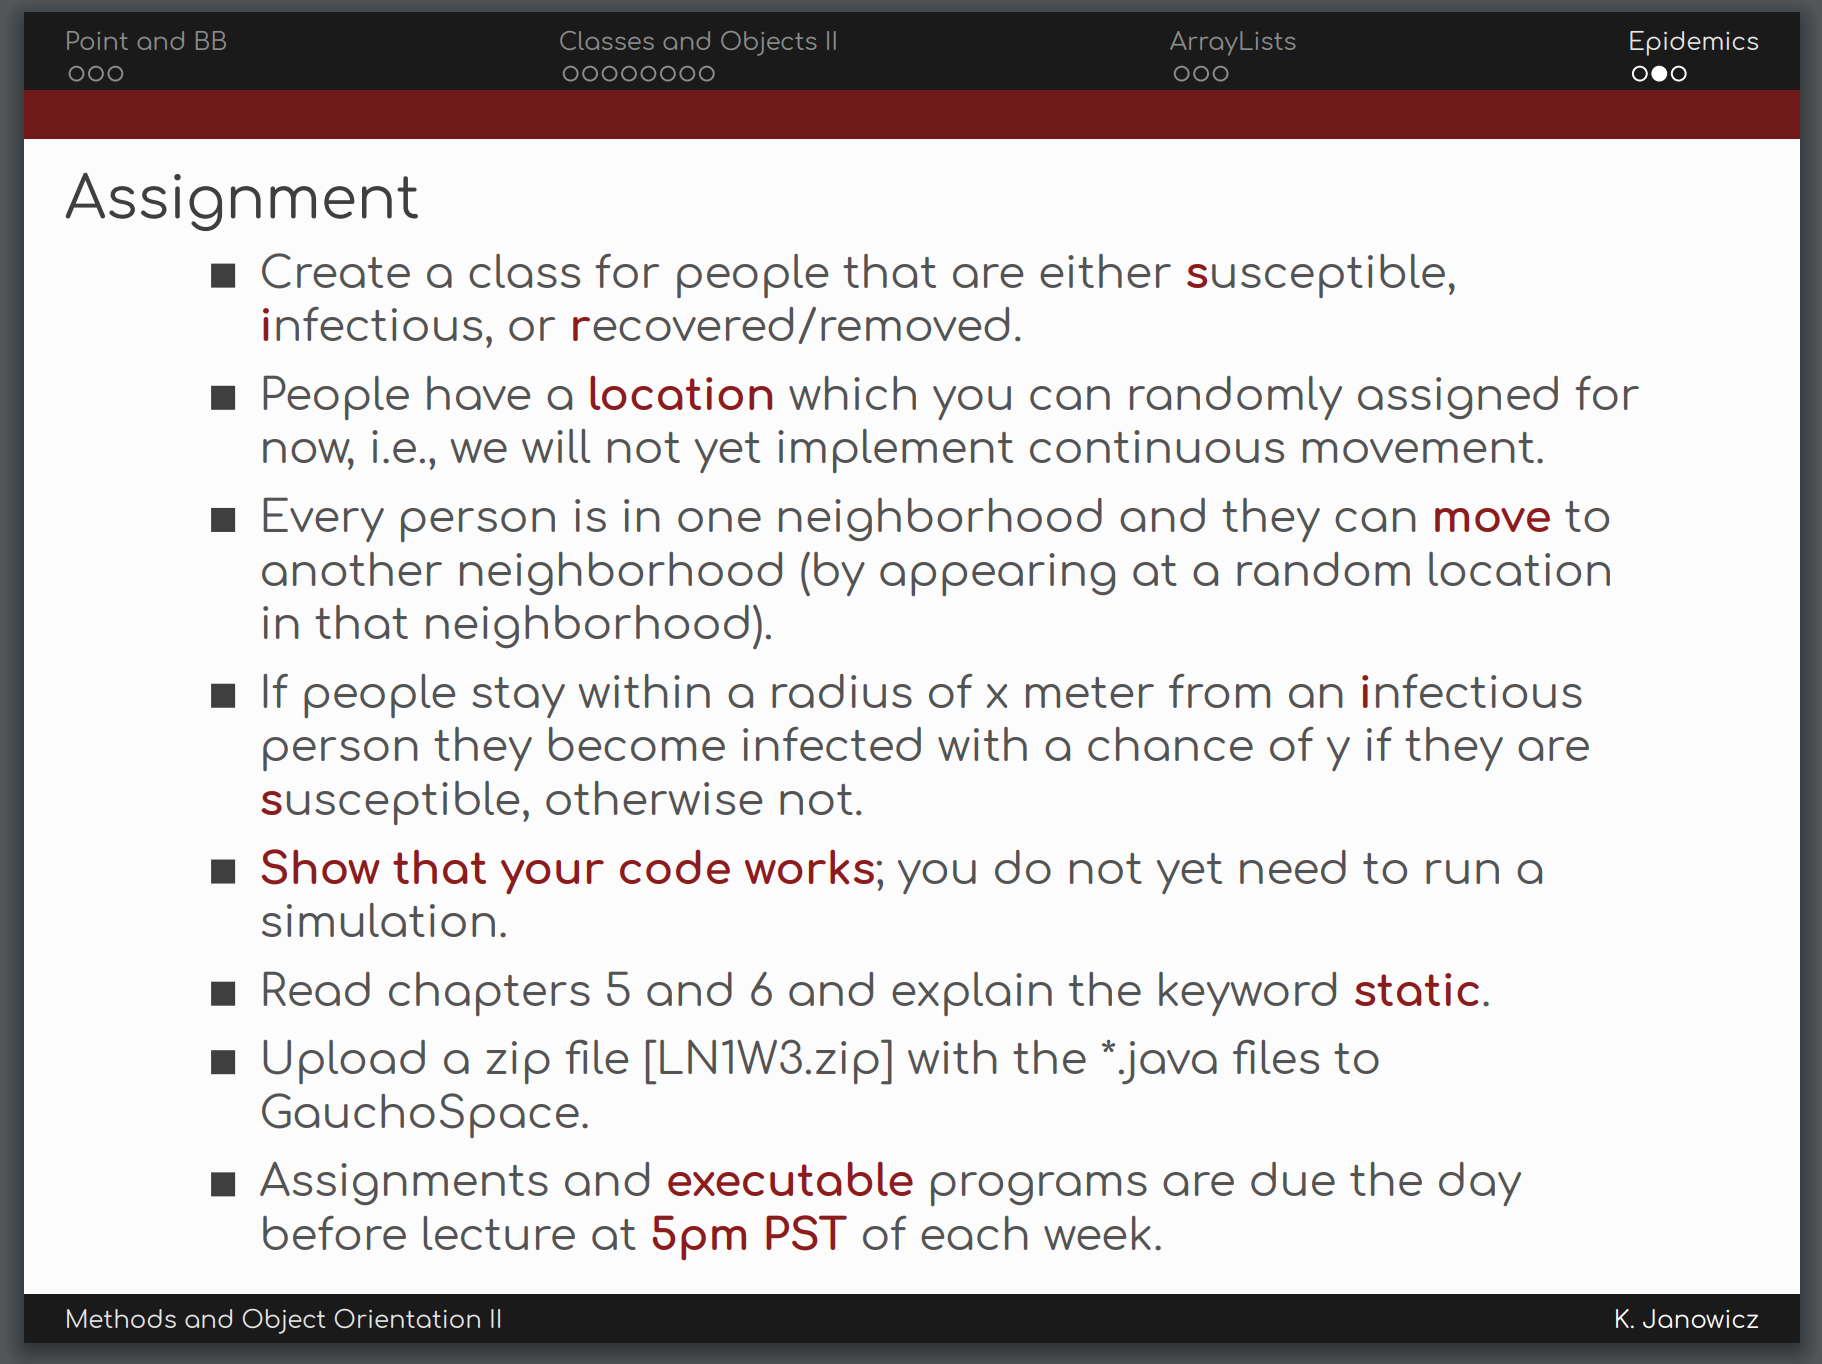 Point and BB
Classes and Objects II
ArrayLists
Epidemics
Assignment
Create a class for people that are either susceptible,
infectious, or recovered/removed.
People have a location which you can randomly assigned for
now, i.e., we will not yet implement continuous movement.
Every person is in one neighborhood and they can move to
another neighborhood (by appearing at a random location
in that neighborhood).
If people stay within a radius of x meter from an infectious
person they become infected with a chance of y if they are
susceptible, otherwise not.
Show that your code works; you do not yet need to run a
simulation.
Read chapters 5 and 6 and explain the keyword static.
Upload a zip file [LN1W3.zip] with the *.java files to
GauchoSpace.
Assignments and executable programs are due the day
before lecture at 5pm PST of each week.
Methods and Object Orientation II
K. Janowicz